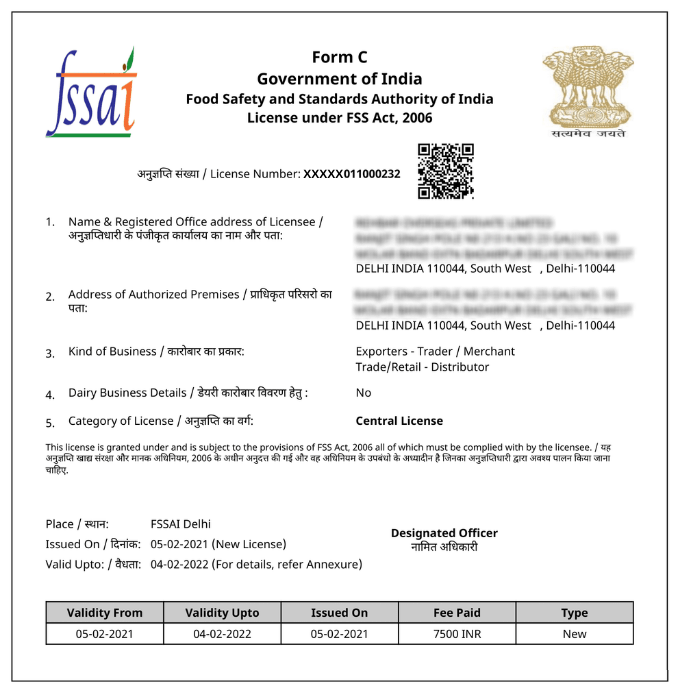 fssai
Form C
Government of India
Food Safety and Standards Authority of India
License under FSS Act, 2006
सत्यमेव जयते
अनुज्ञप्ति संख्या / License Number: XXXXX011000232
1. Name & Registered Office address of Licensee /
अनुज्ञप्तिधारी के पंजीकृत कार्यालय का नाम और पता:
DELHI INDIA 110044, South West , Delhi-110044
2. Address of Authorized Premises / प्राधिकृत परिसरो का
पता:
DELHI INDIA 110044, South West , Delhi-110044
3. Kind of Business / कारोबार का प्रकार: Exporters - Trader / Merchant
Trade/Retail - Distributor
4. Dairy Business Details / डेयरी कारोबार विवरण हेतु : No
5. Category of License / अनुज्ञप्ति का वर्ग: Central License
This license is granted under and is subject to the provisions of FSS Act, 2006 all of which must be complied with by the licensee. / यह
अनुज्ञप्ति खाद्य संरक्षा और मानक अधिनियम, 2006 के अधीन अनुदत्त की गई और वह अधिनियम के उपबंधो के अध्यादीन है जिनका अनुज्ञप्तिधारी द्वारा अवश्य पालन किया जाना
चाहिए.
Place / स्थान: FSSAI Delhi
Issued On / दिनांक: 05-02-2021 (New License)
Valid Upto: / वैधता: 04-02-2022 (For details, refer Annexure)
Designated Officer
नामित अधिकारी
Validity From Validity Upto Issued On Fee Paid Type
05-02-2021 04-02-2022 05-02-2021 7500 INR New